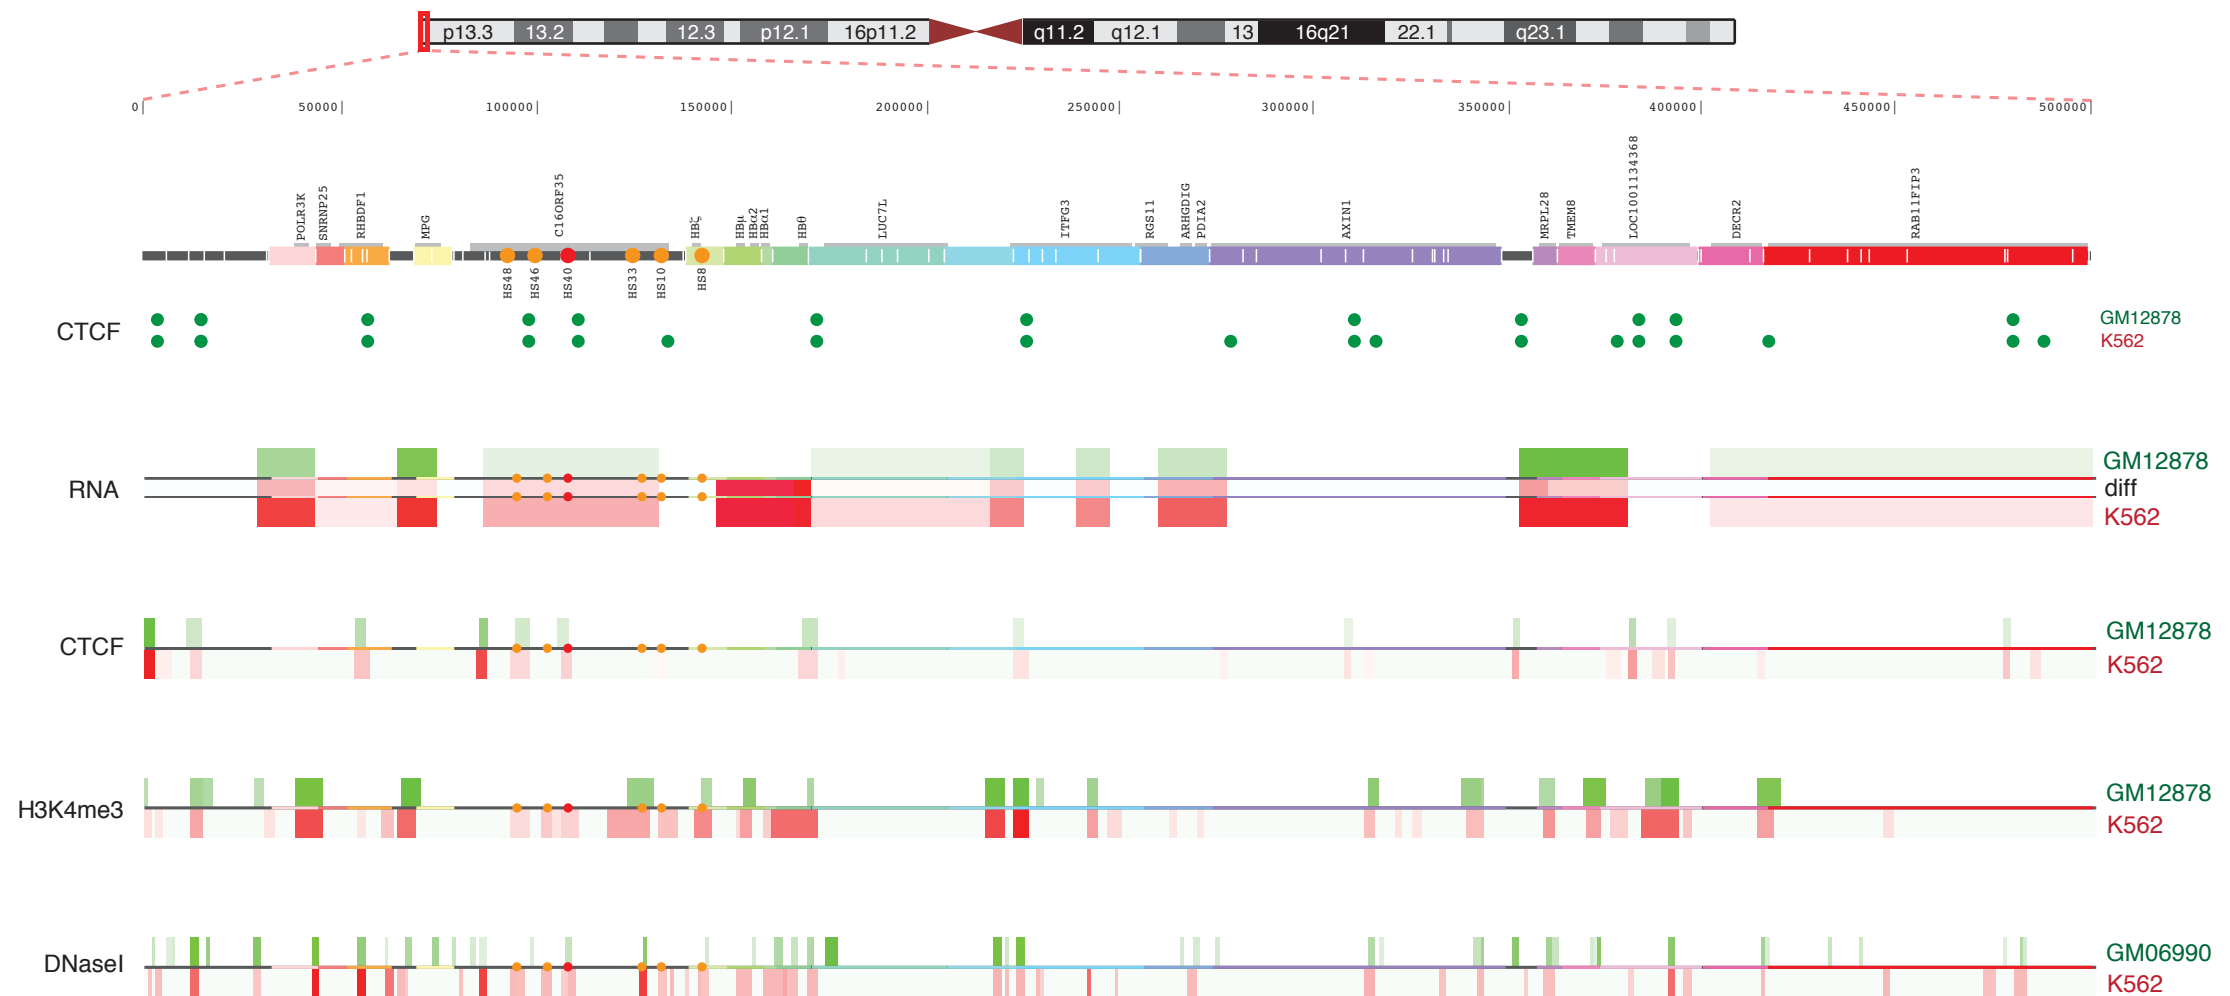 p13.3 13.2 12.3 p12.1 16p11.2 q11.2 q12.1 13 16q21 22.1 q23.1
0 50000 100000 150000 200000 250000 300000 350000 400000 450000 500000
POLR3K SNRNP25 RHBDF1 MPG C16ORF35 HBζ HBμ HBα2 HBα1 HBθ LUC7L ITFG3 RGS11 ARHGDIG PDIA2 AXIN1 MRPL28 TMEM8 LOC100134368 DECR2 RAB11FIP3
HS48 HS46 HS40 HS33 HS10 HS8
CTCF
GM12878
K562
RNA
GM12878
diff
K562
CTCF
GM12878
K562
H3K4me3
GM12878
K562
DNaseI
GM06990
K562